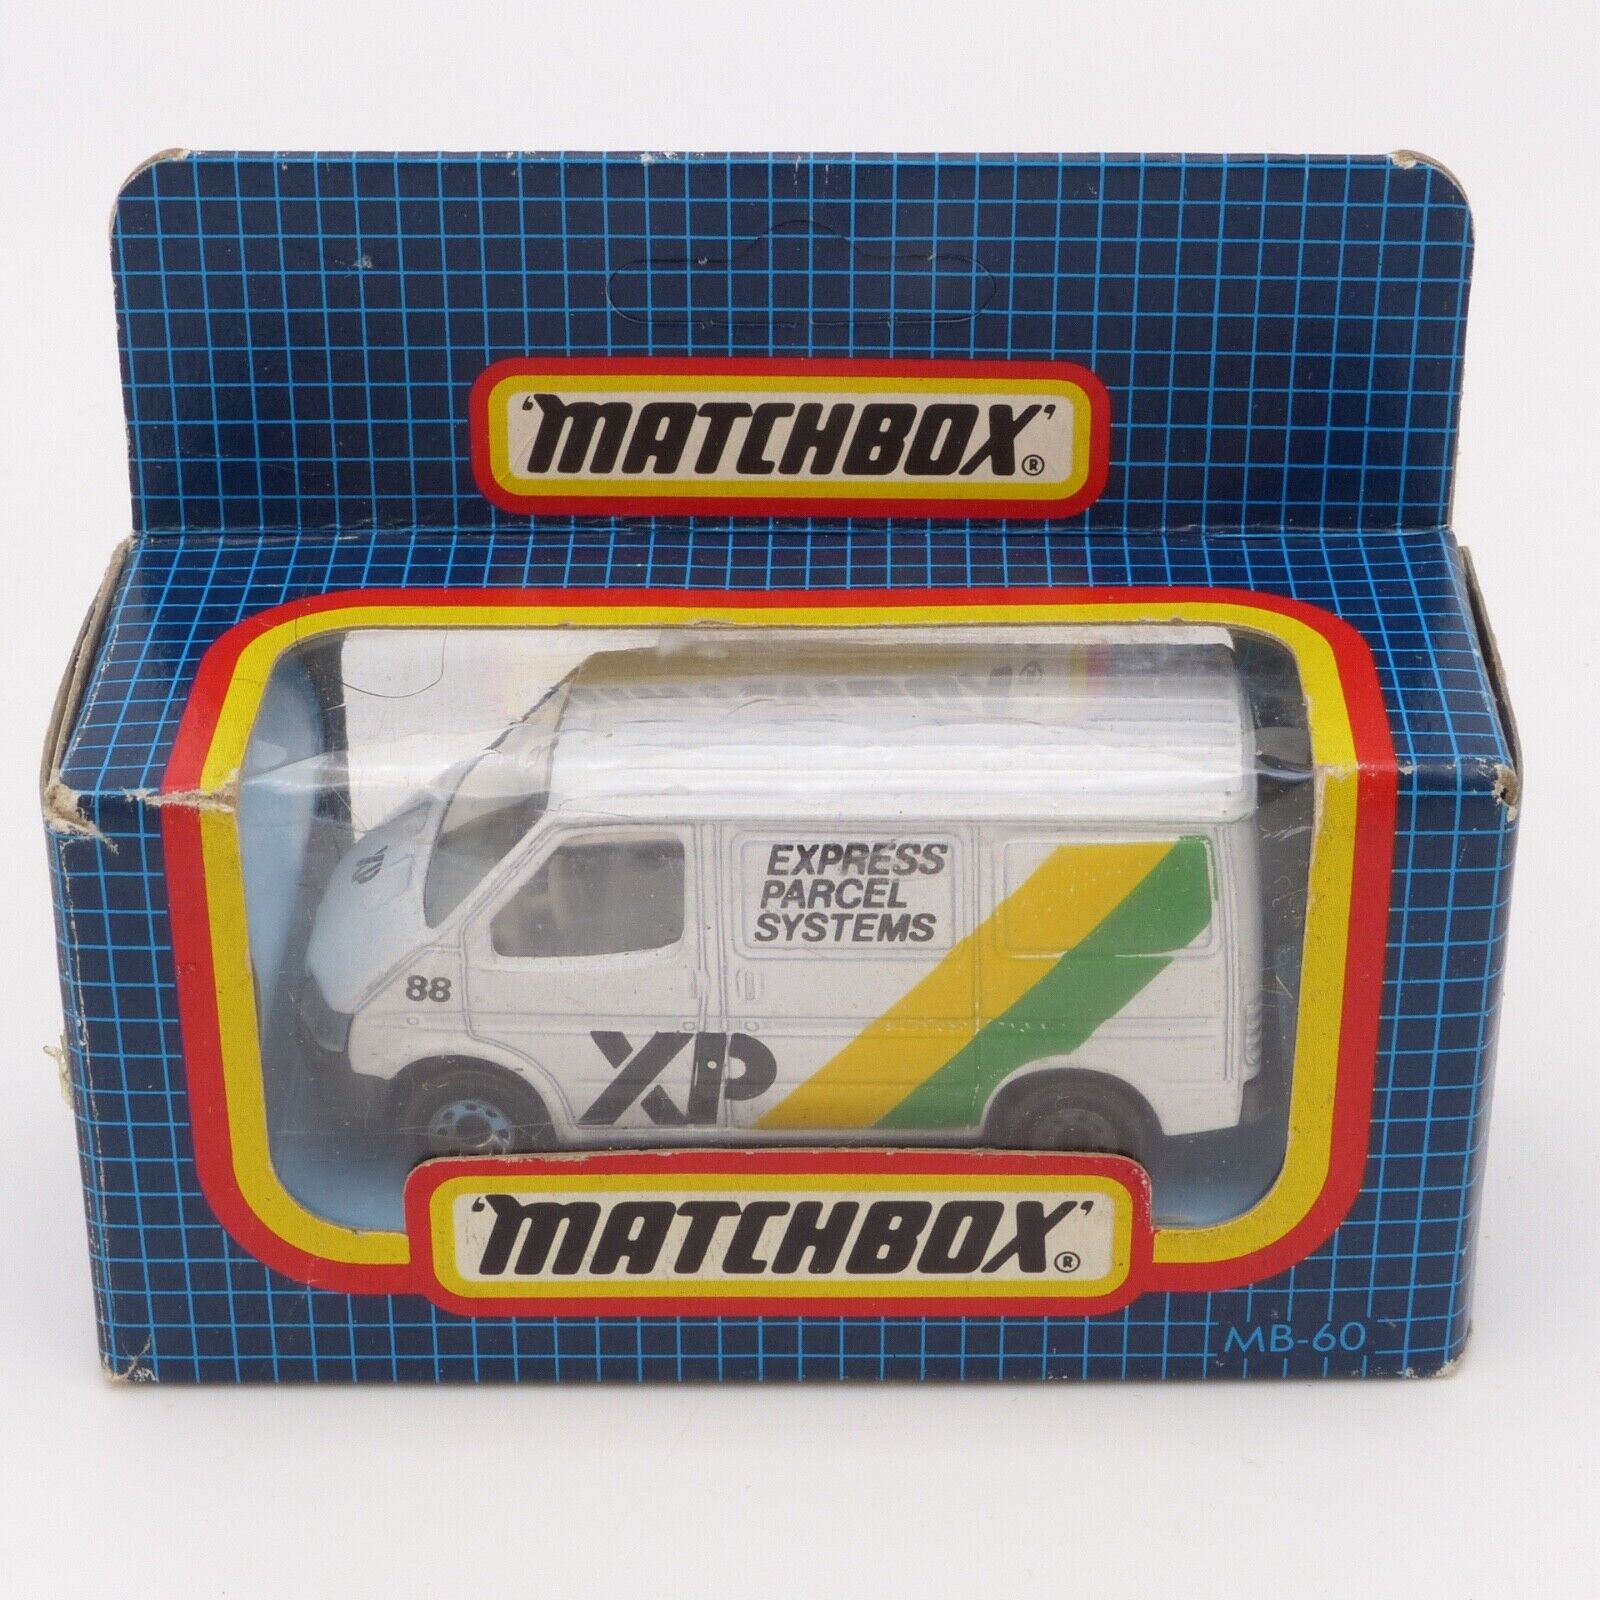 'MATCHBOX'®
EXPRESS
PARCEL
SYSTEMS
88
XP
'MATCHBOX'®
MB-60